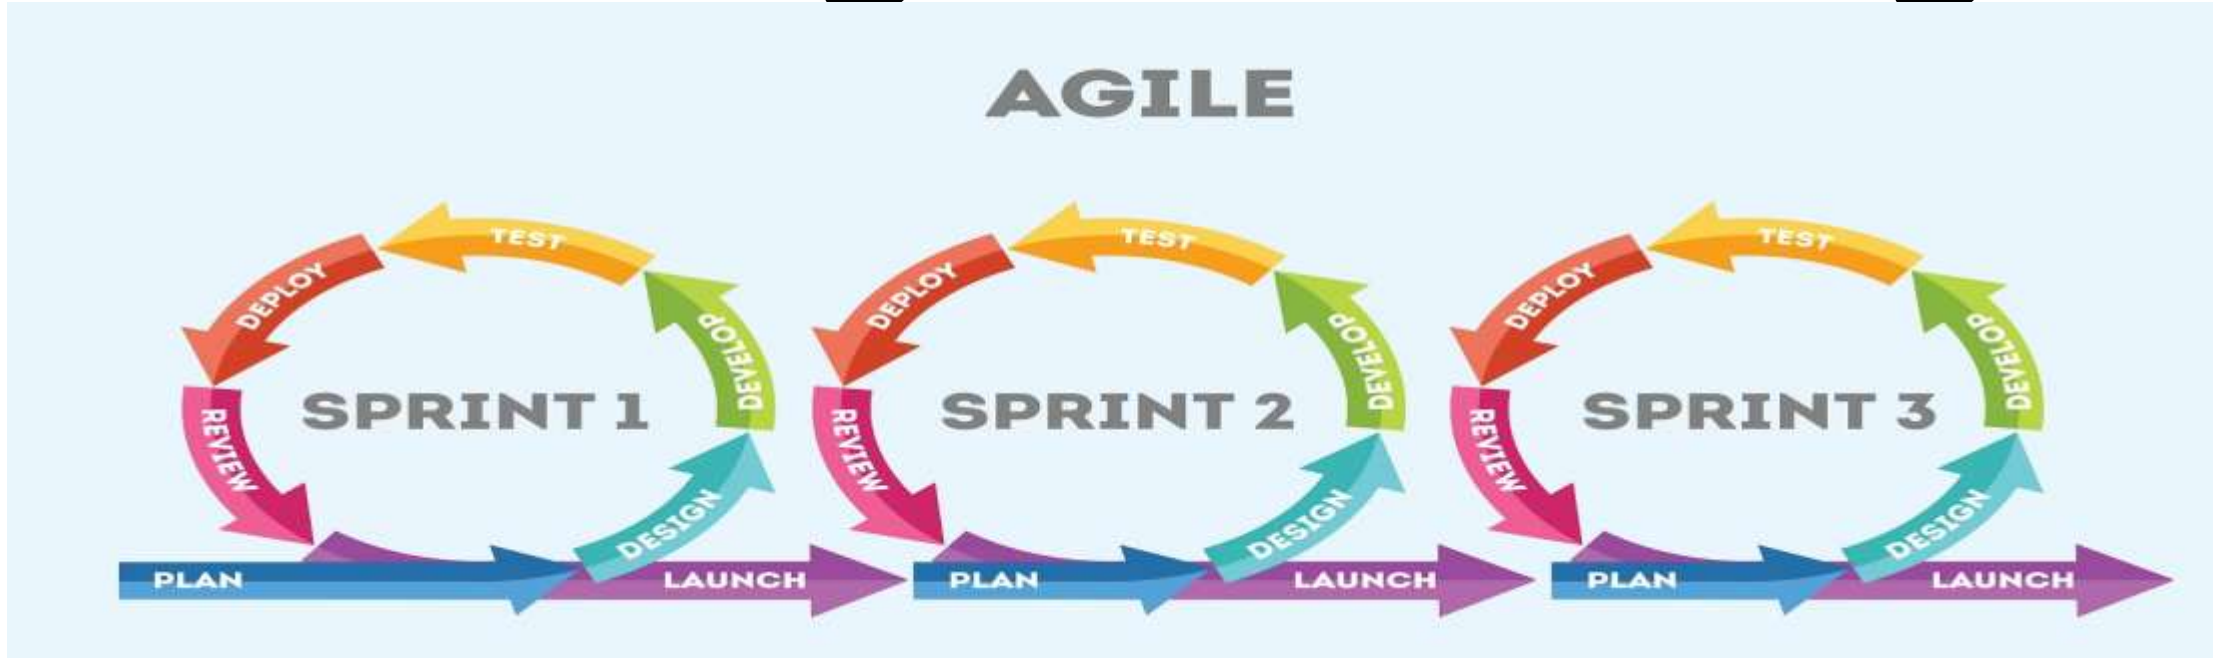 AGILE
SPRINT 1
PLAN
DESIGN
DEVELOP
TEST
DEPLOY
REVIEW
LAUNCH
SPRINT 2
PLAN
DESIGN
DEVELOP
TEST
DEPLOY
REVIEW
LAUNCH
SPRINT 3
PLAN
DESIGN
DEVELOP
TEST
DEPLOY
REVIEW
LAUNCH